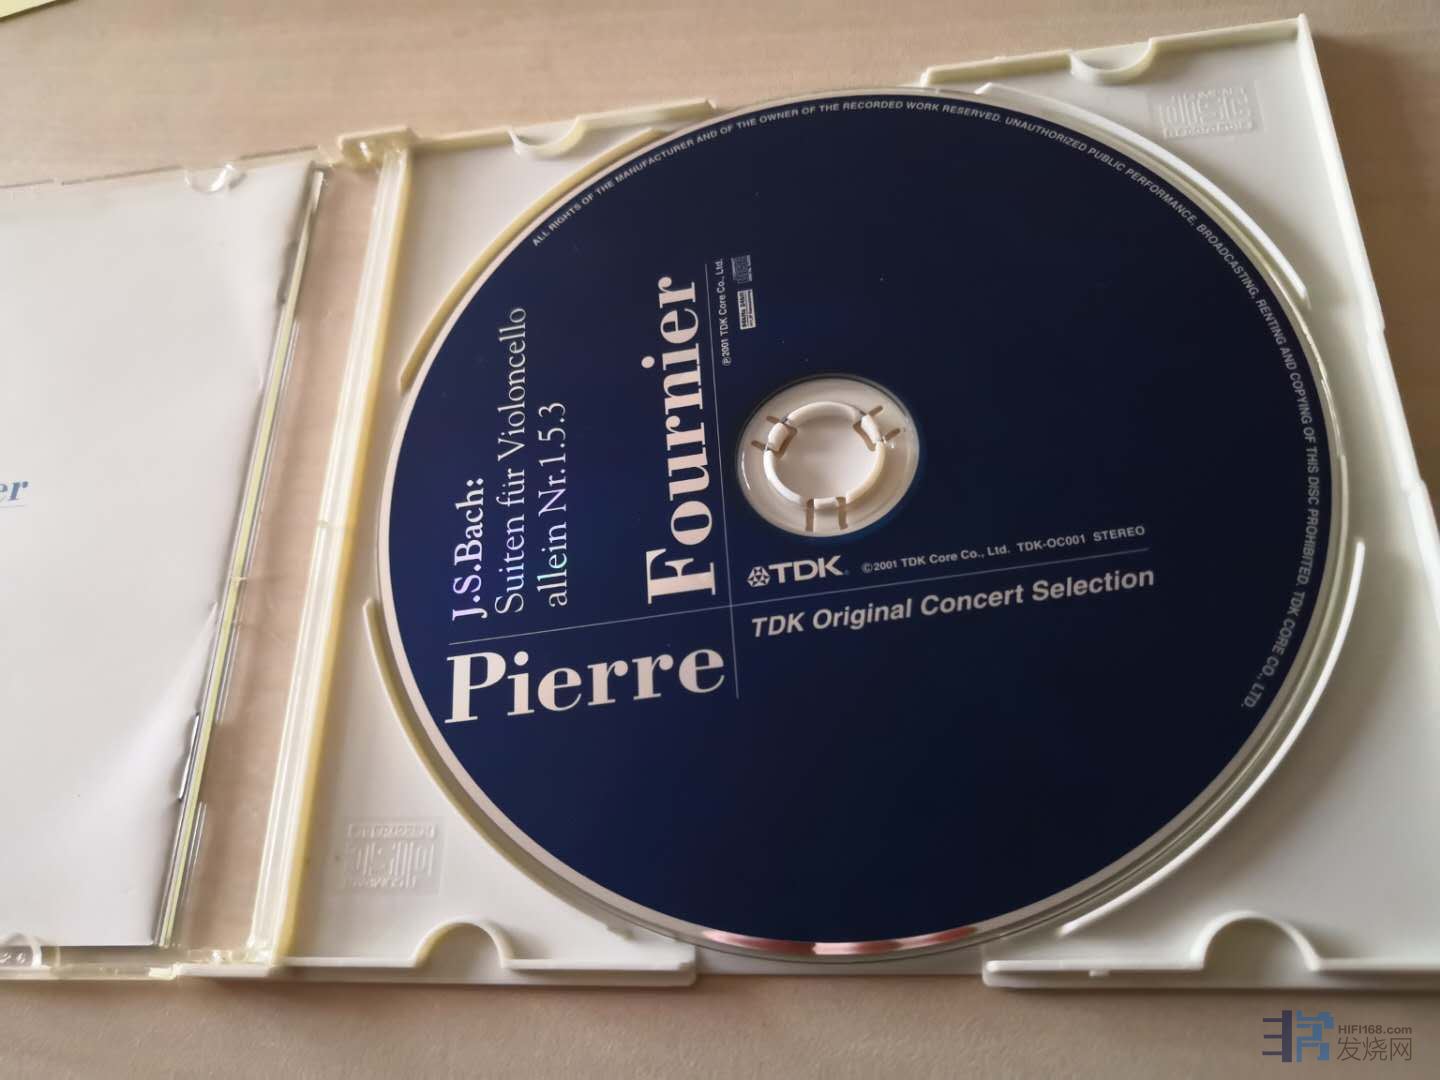 ALL RIGHTS OF THE MANUFACTURER AND OF THE OWNER OF THE RECORDED WORK RESERVED. UNAUTHORIZED PUBLIC PERFORMANCE, BROADCASTING, RENTING AND COPYING OF THIS DISC PROHIBITED. TDK CORE CO., LTD.
J.S.Bach:
Suiten für Violoncello
allein Nr.1.5.3
Pierre
Fournier
℗2001 TDK Core Co., Ltd.
TDK ©2001 TDK Core Co., Ltd. TDK-OC001 STEREO
TDK Original Concert Selection
er
HIFI168.com
发烧网